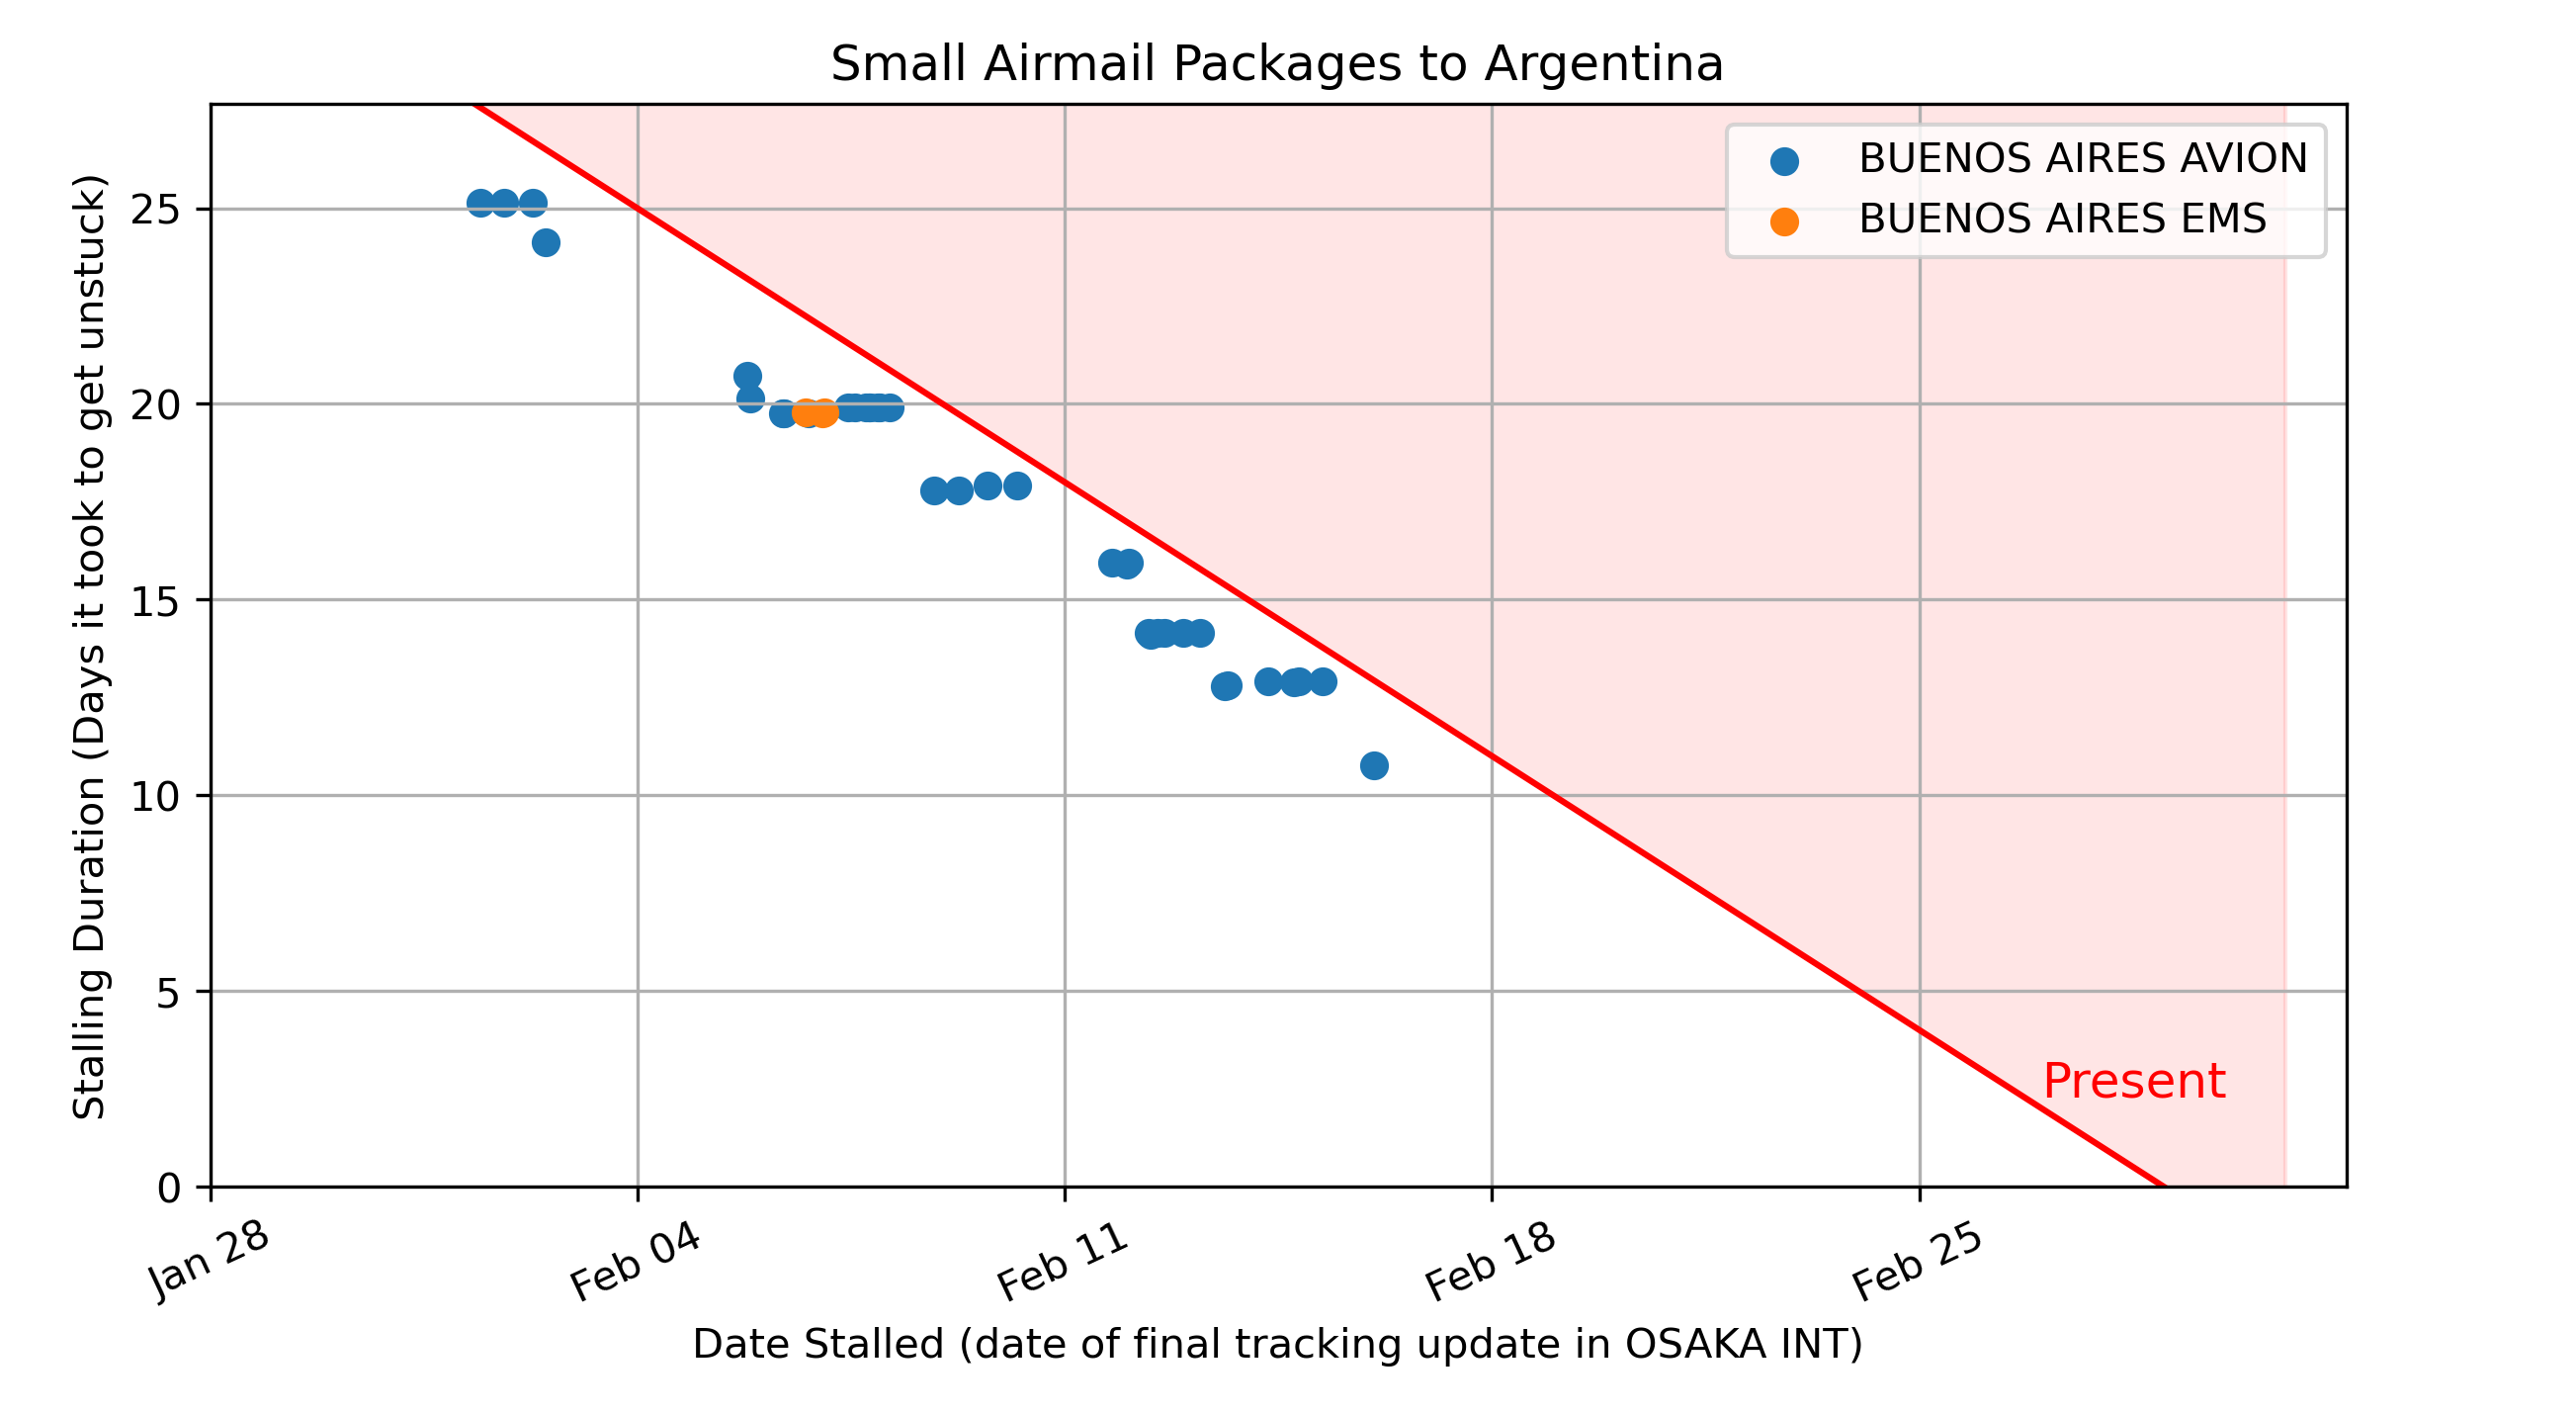 Small Airmail Packages to Argentina
BUENOS AIRES AVION
BUENOS AIRES EMS
Stalling Duration (Days it took to get unstuck)
25
20
15
10
5
0
Present
Jan 28
Feb 04
Feb 11
Feb 18
Feb 25
Date Stalled (date of final tracking update in OSAKA INT)